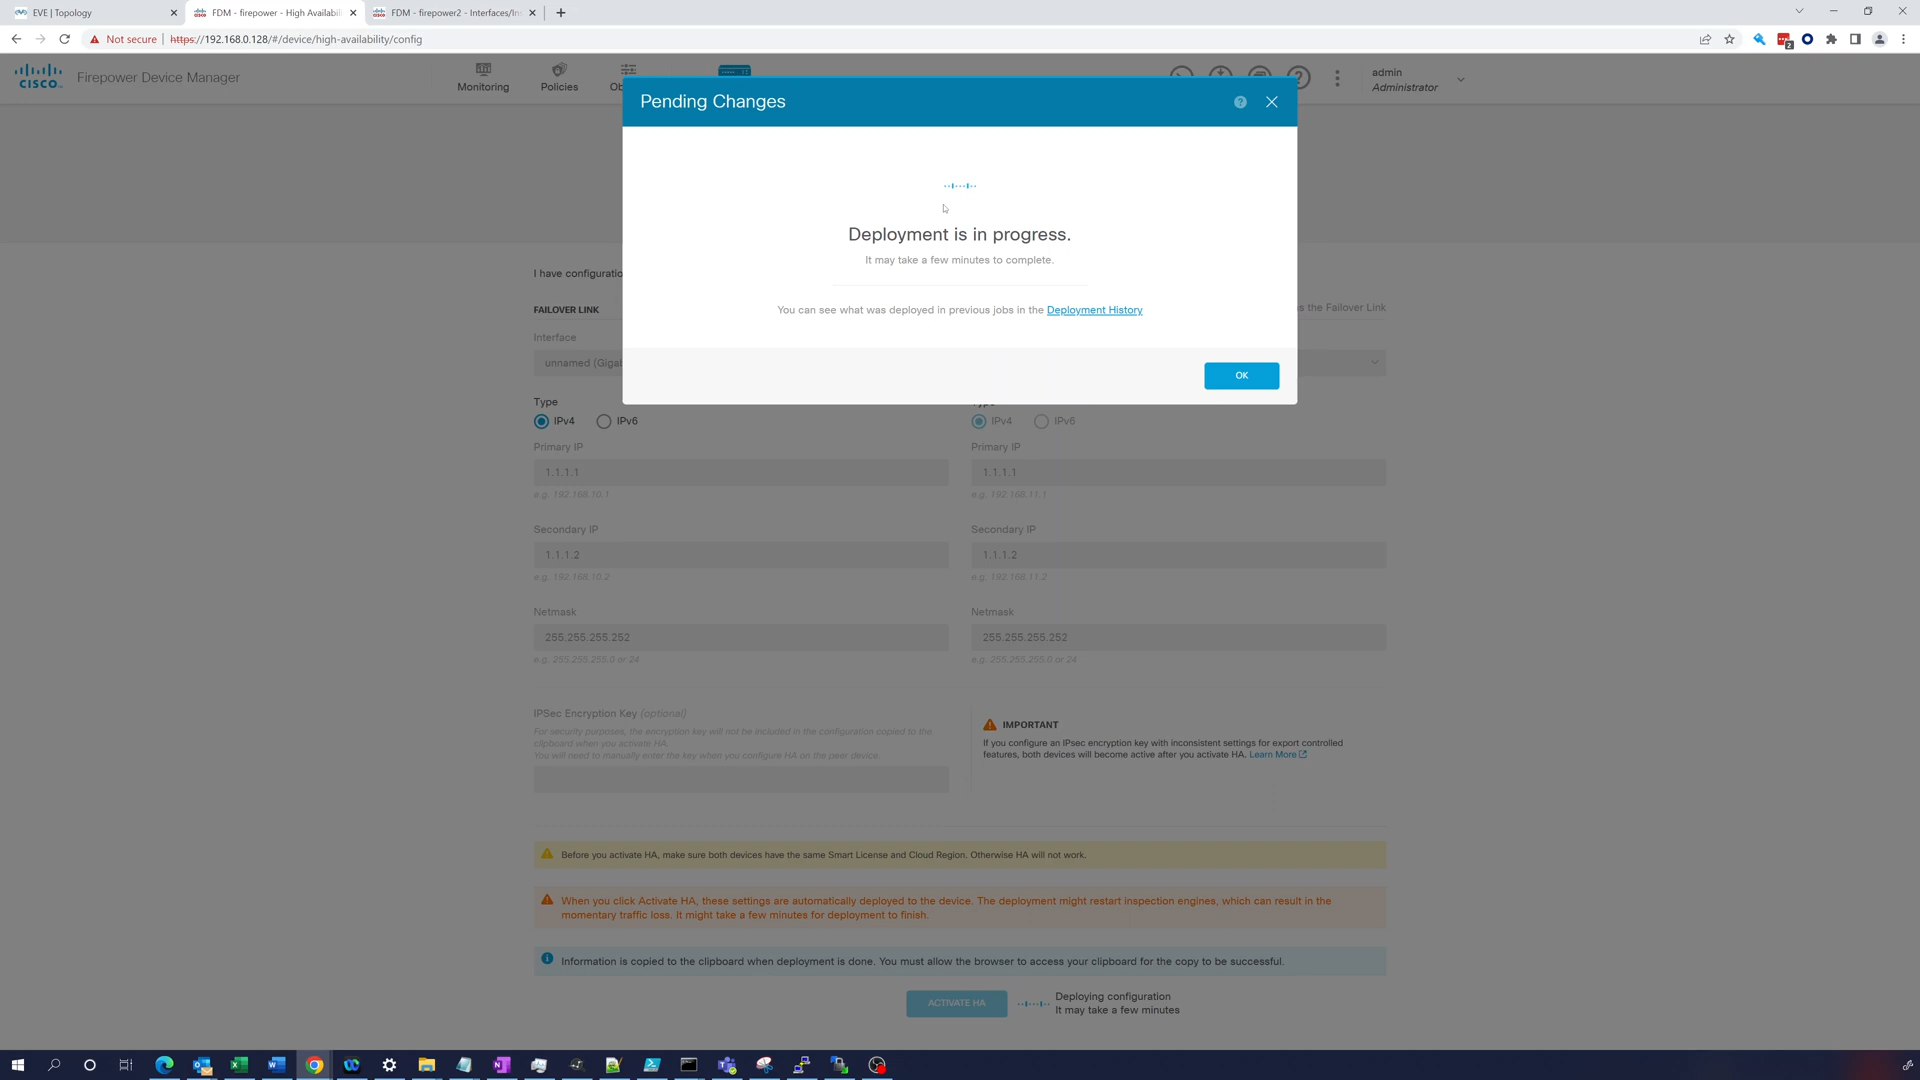 EVE | Topology
FDM - firepower - High Availabili
FDM - firepower2 - Interfaces/In
Not secure
https://192.168.0.128/#/device/high-availability/config
2
CISCO
Firepower Device Manager
Monitoring
Policies
Ob
admin
Administrator
Pending Changes
Deployment is in progress.
It may take a few minutes to complete.
You can see what was deployed in previous jobs in the Deployment History
OK
I have configuratio
FAILOVER LINK
s the Failover Link
Interface
unnamed (Gigab
Type
IPv4
IPv6
Type
IPv4
IPv6
Primary IP
1.1.1.1
e.g. 192.168.10.1
Primary IP
1.1.1.1
e.g. 192.168.11.1
Secondary IP
1.1.1.2
e.g. 192.168.10.2
Secondary IP
1.1.1.2
e.g. 192.168.11.2
Netmask
255.255.255.252
e.g. 255.255.255.0 or 24
Netmask
255.255.255.252
e.g. 255.255.255.0 or 24
IPSec Encryption Key (optional)
For security purposes, the encryption key will not be included in the configuration copied to the
clipboard when you activate HA.
You will need to manually enter the key when you configure HA on the peer device.
IMPORTANT
If you configure an IPsec encryption key with inconsistent settings for export controlled
features, both devices will become active after you activate HA. Learn More
Before you activate HA, make sure both devices have the same Smart License and Cloud Region. Otherwise HA will not work.
When you click Activate HA, these settings are automatically deployed to the device. The deployment might restart inspection engines, which can result in the
momentary traffic loss. It might take a few minutes for deployment to finish.
Information is copied to the clipboard when deployment is done. You must allow the browser to access your clipboard for the copy to be successful.
ACTIVATE HA
Deploying configuration
It may take a few minutes